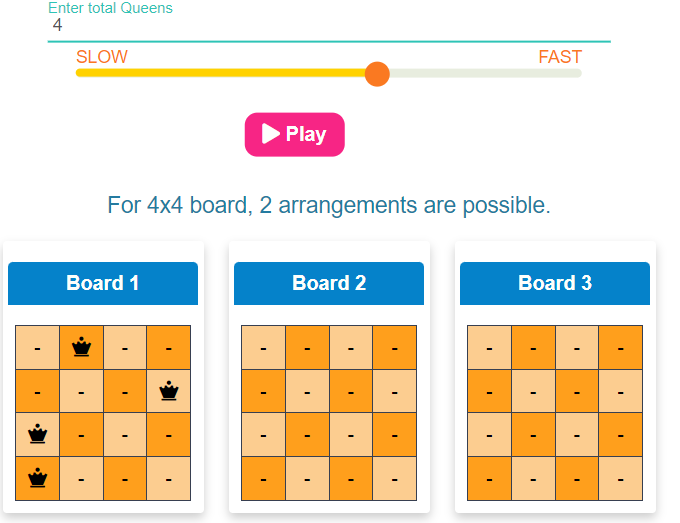 Enter total Queens
4
SLOW FAST
Play
For 4x4 board, 2 arrangements are possible.
Board 1 Board 2 Board 3
- - - - - - - - - - -
- - - - - - - - - - -
- - - - - - - - - - -
- - - - - - - - - - -